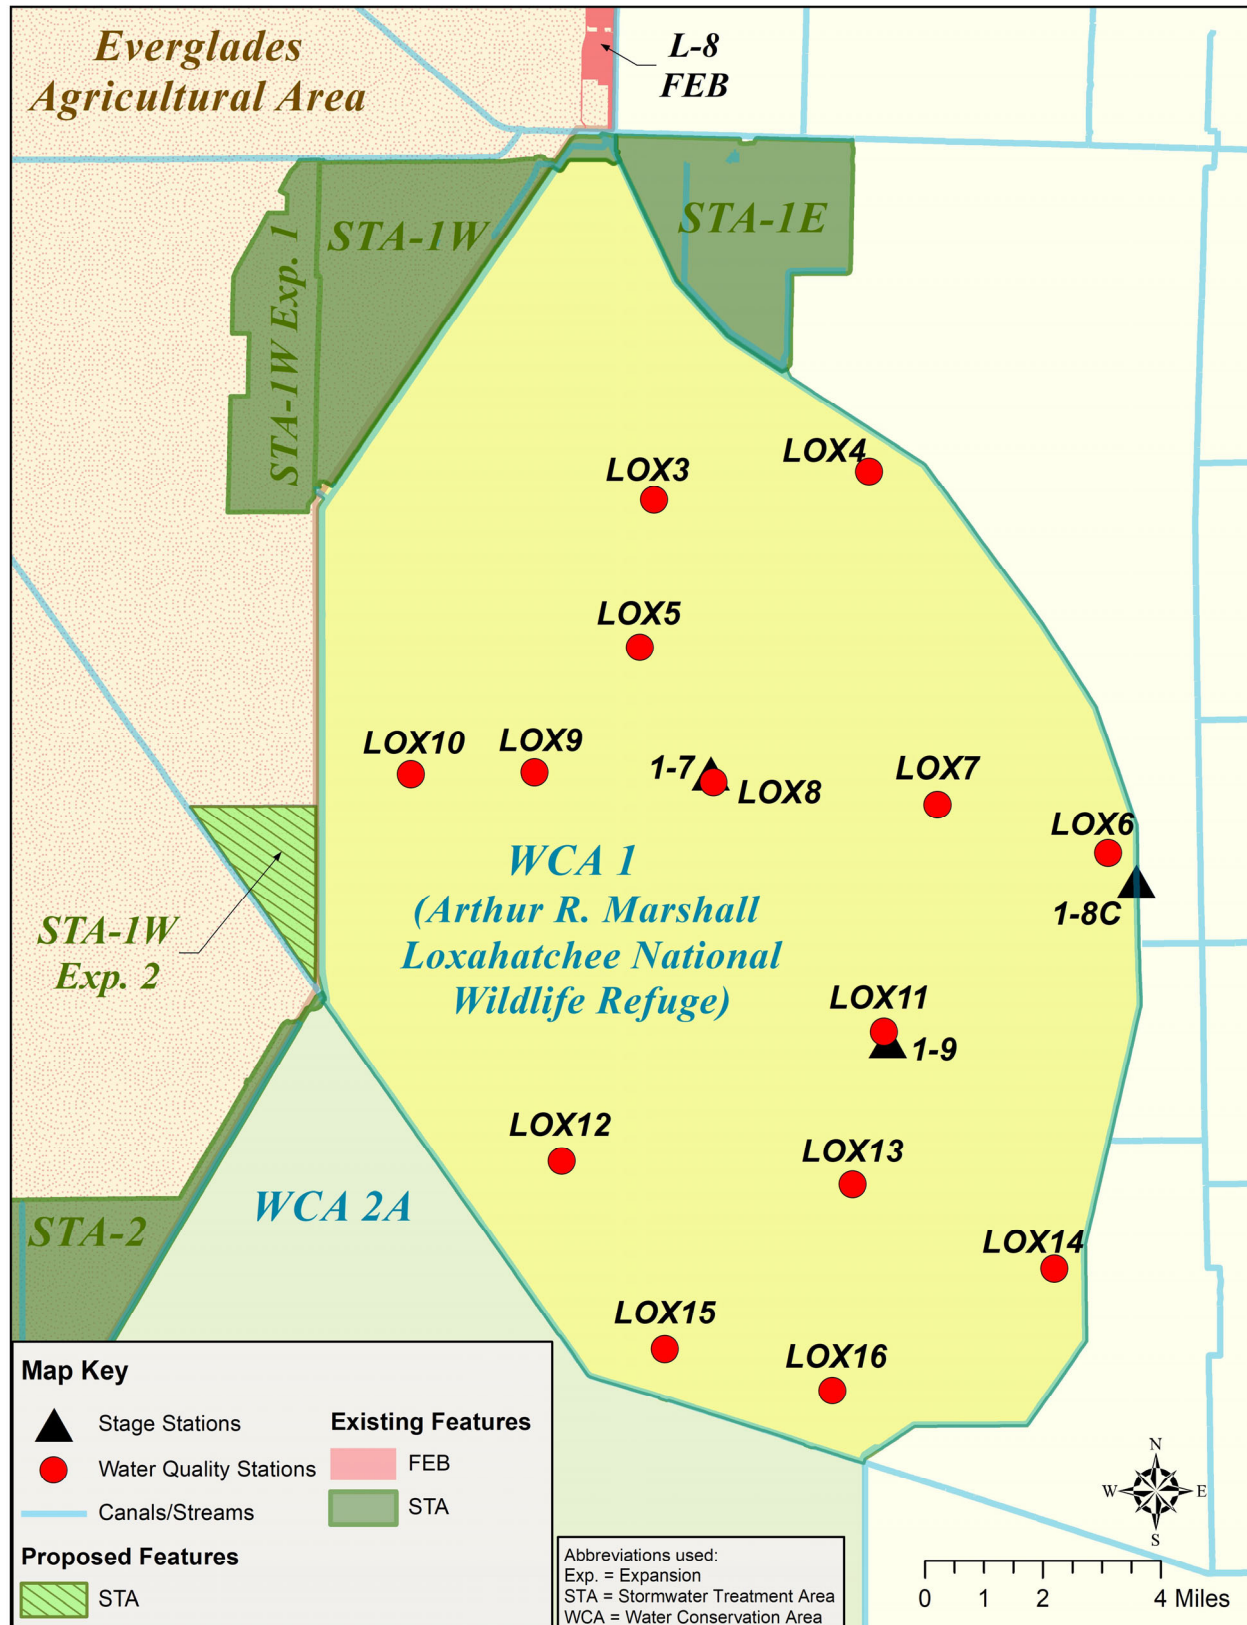 Everglades
Agricultural Area
L-8
FEB
STA-1W
STA-1E
STA-1W Exp. 1
LOX3
LOX4
LOX5
LOX10
LOX9
1-7
LOX8
LOX7
LOX6
1-8C
WCA 1
(Arthur R. Marshall
Loxahatchee National
Wildlife Refuge)
STA-1W
Exp. 2
LOX11
1-9
LOX12
LOX13
WCA 2A
STA-2
LOX14
LOX15
LOX16
Map Key
Stage Stations
Water Quality Stations
Canals/Streams
Proposed Features
STA
Existing Features
FEB
STA
Abbreviations used:
Exp. = Expansion
STA = Stormwater Treatment Area
WCA = Water Conservation Area
N
W E
S
0 1 2 4 Miles